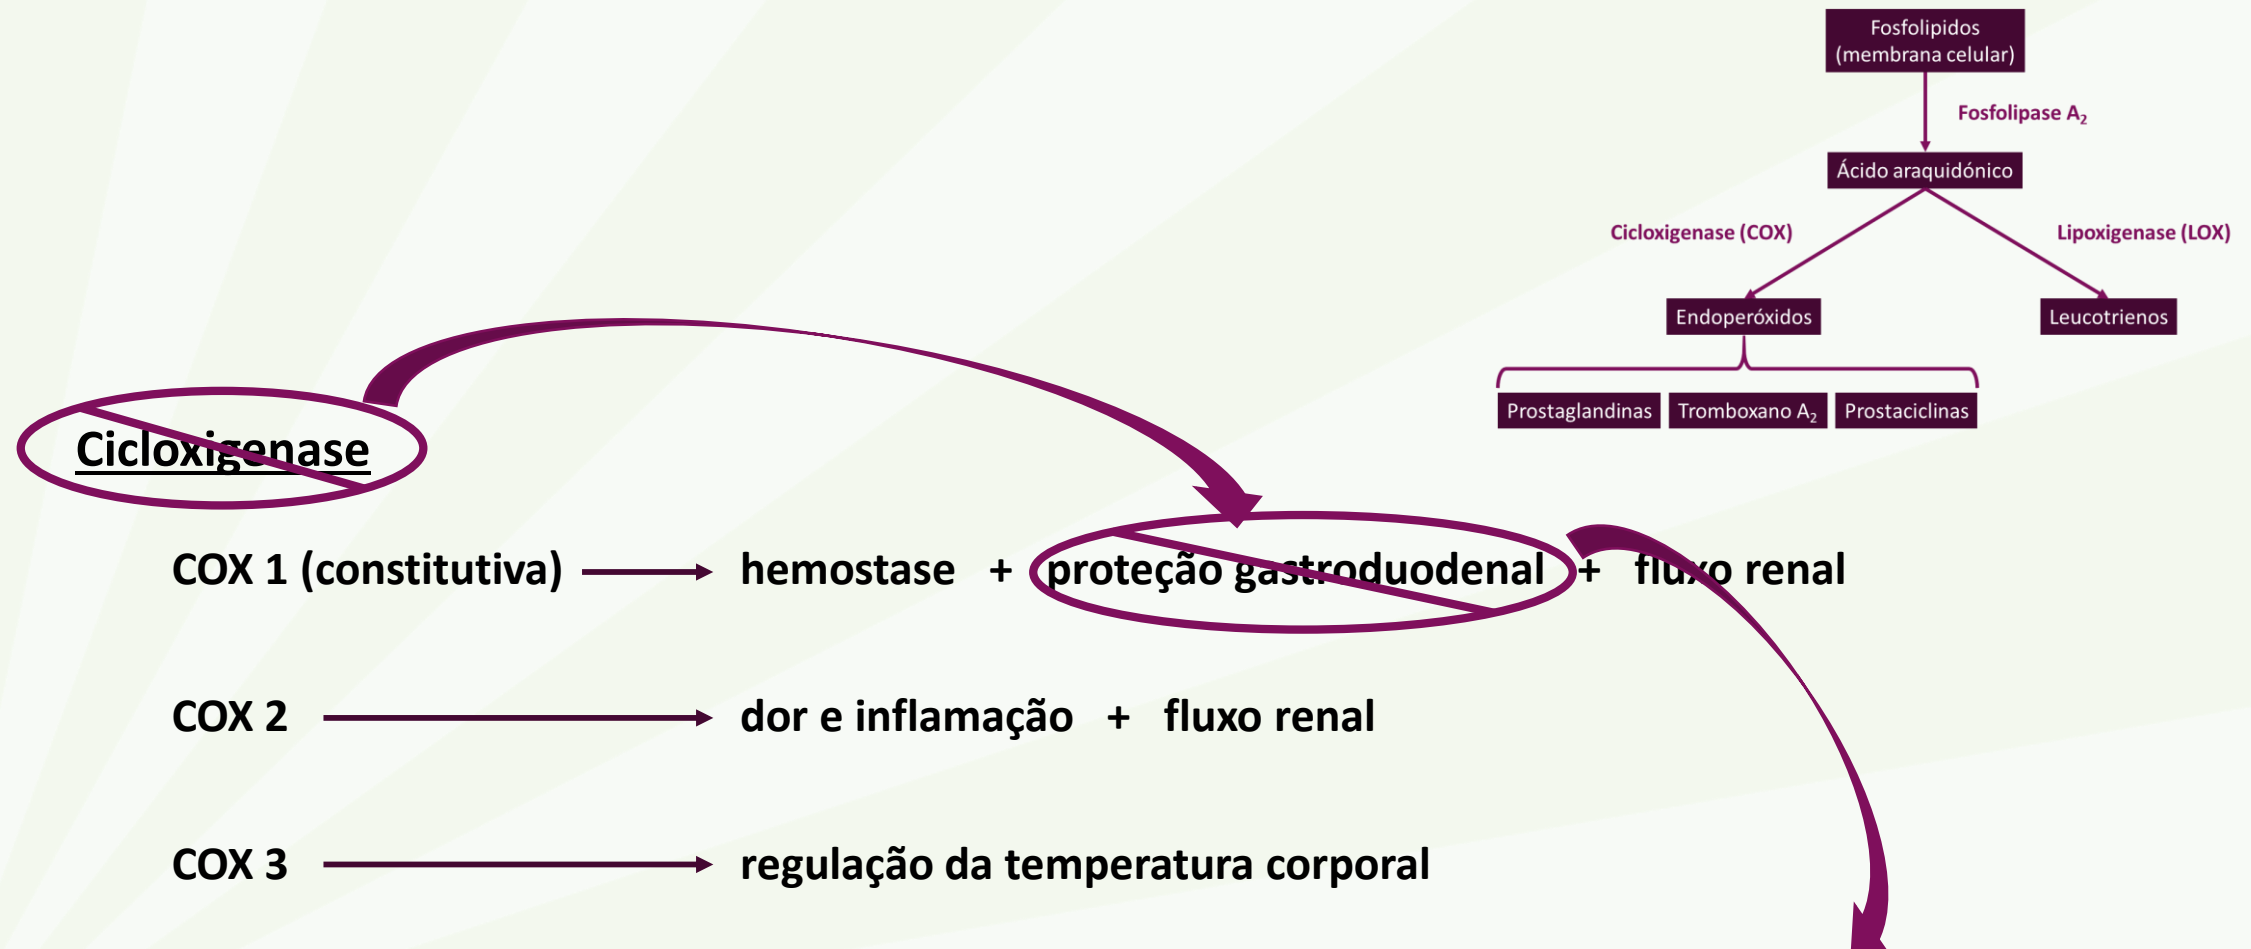 Fosfolipidos
(membrana celular)
Fosfolipase A₂
Ácido araquidónico
Cicloxigenase (COX)
Lipoxigenase (LOX)
Endoperóxidos
Leucotrienos
Prostaglandinas
Tromboxano A₂
Prostaciclinas
Cicloxigenase
COX 1 (constitutiva) hemostase + proteção gastroduodenal + fluxo renal
COX 2 dor e inflamação + fluxo renal
COX 3 regulação da temperatura corporal